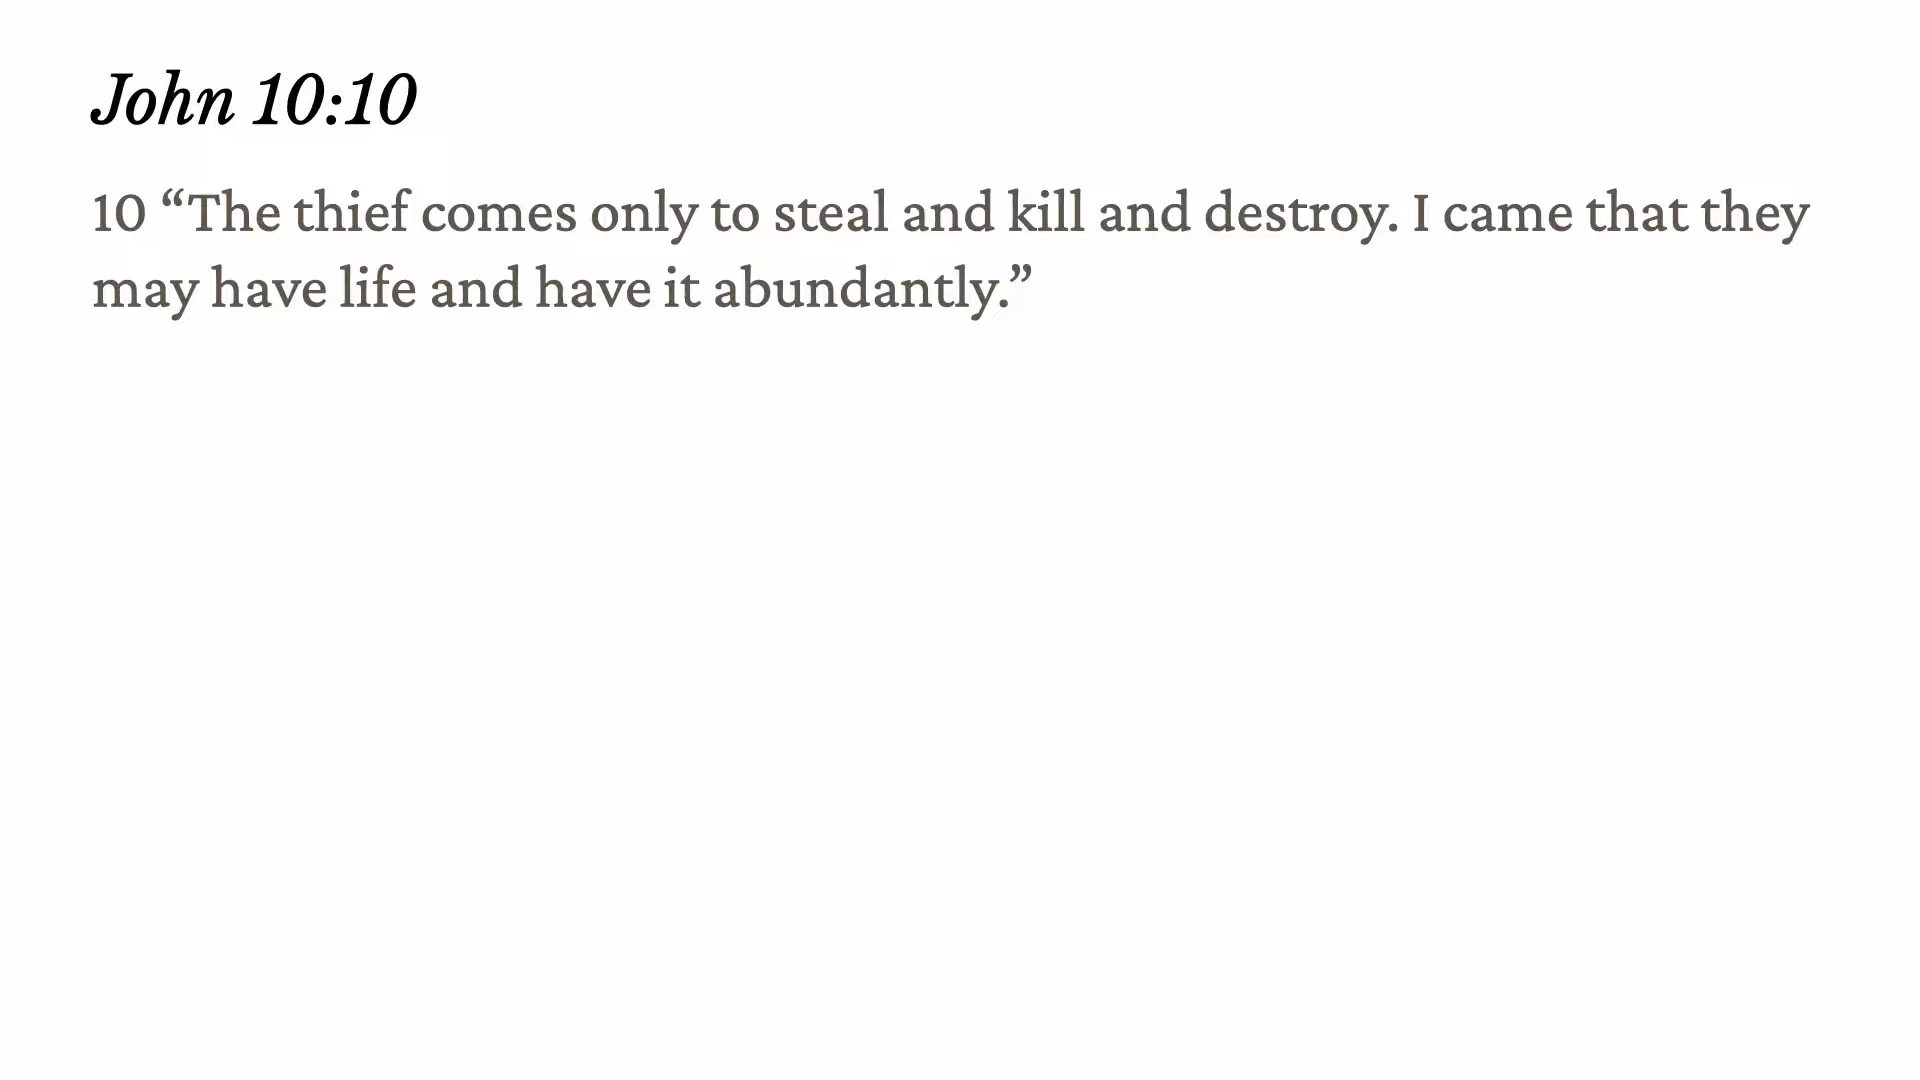 John 10:10
10 “The thief comes only to steal and kill and destroy. I came that they
may have life and have it abundantly.”